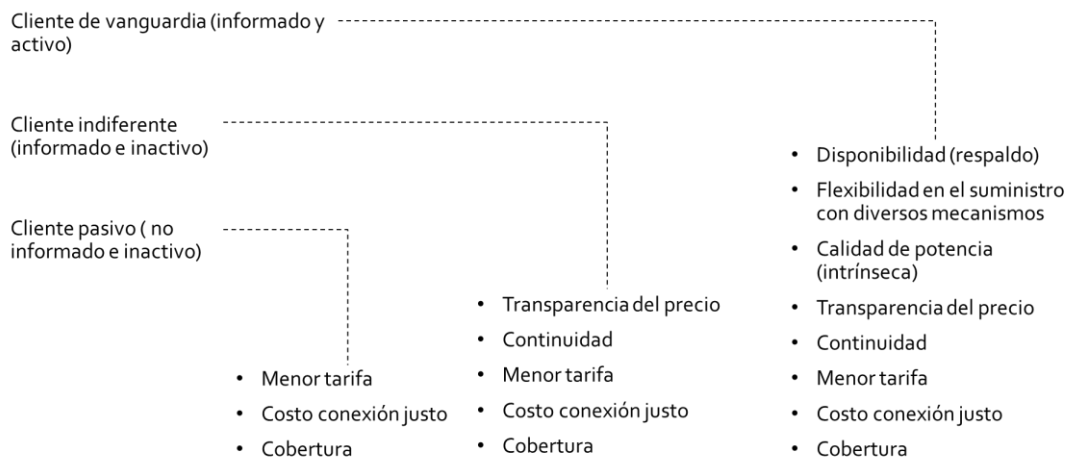 Cliente de vanguardia (informado y
activo)
Cliente indiferente
(informado e inactivo)
Cliente pasivo ( no
informado e inactivo)
• Menor tarifa
• Costo conexión justo
• Cobertura
• Transparencia del precio
• Continuidad
• Menor tarifa
• Costo conexión justo
• Cobertura
• Disponibilidad (respaldo)
• Flexibilidad en el suministro
con diversos mecanismos
• Calidad de potencia
(intrínseca)
• Transparencia del precio
• Continuidad
• Menor tarifa
• Costo conexión justo
• Cobertura